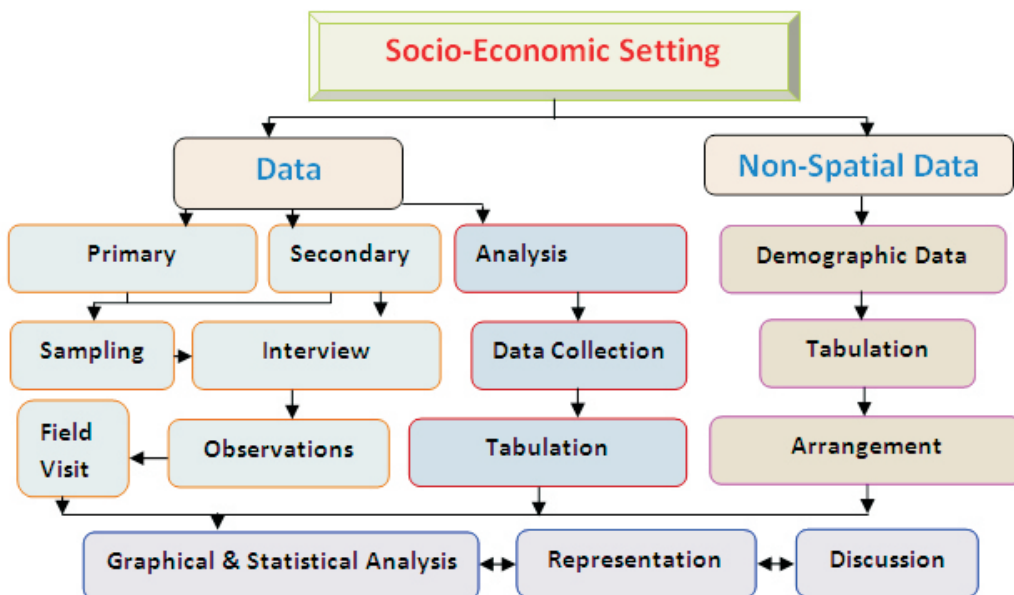 Socio-Economic Setting
Data
Non-Spatial Data
Primary
Secondary
Analysis
Demographic Data
Sampling
Interview
Data Collection
Tabulation
Field
Visit
Observations
Tabulation
Arrangement
Graphical & Statistical Analysis
Representation
Discussion